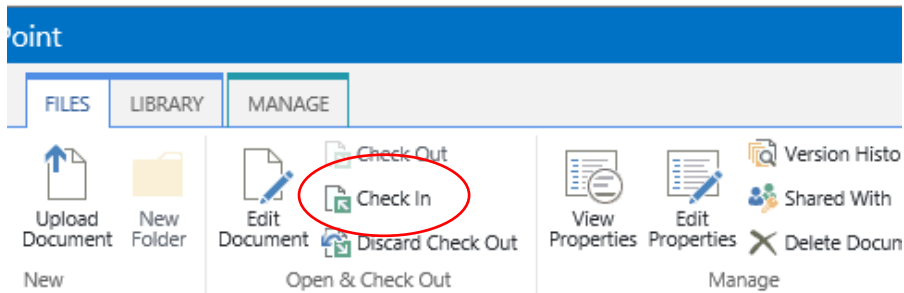 Point
FILES LIBRARY MANAGE
Upload Document
New Folder
Edit Document
Check Out
Check In
Discard Check Out
View Properties
Edit Properties
Version Histo
Shared With
Delete Docum
New
Open & Check Out
Manage